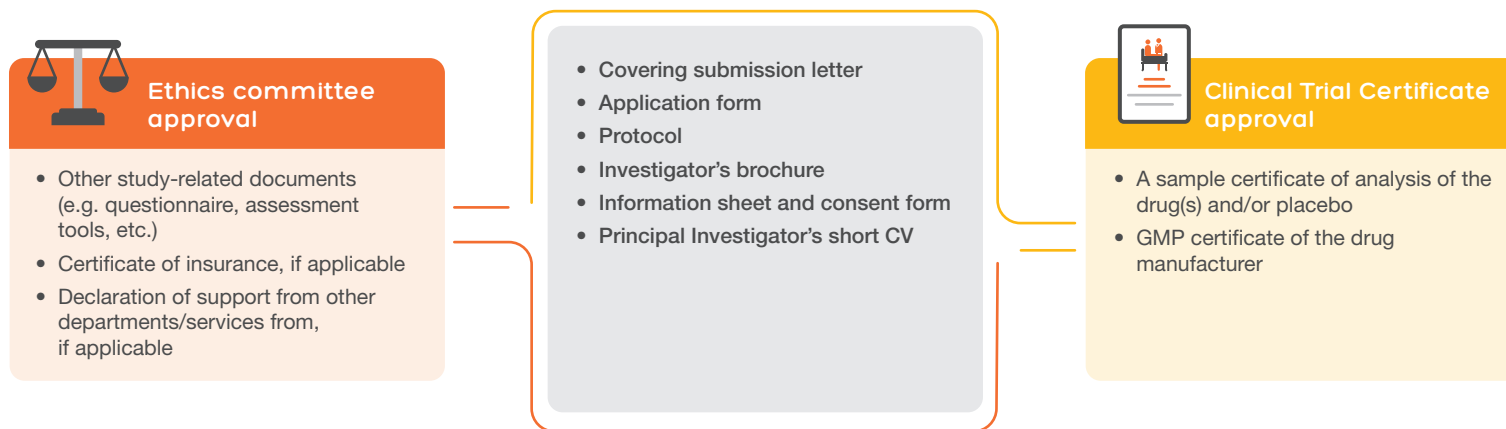 Ethics committee
approval
• Other study-related documents
(e.g. questionnaire, assessment
tools, etc.)
• Certificate of insurance, if applicable
• Declaration of support from other
departments/services from,
if applicable
• Covering submission letter
• Application form
• Protocol
• Investigator’s brochure
• Information sheet and consent form
• Principal Investigator’s short CV
Clinical Trial Certificate
approval
• A sample certificate of analysis of the
drug(s) and/or placebo
• GMP certificate of the drug
manufacturer